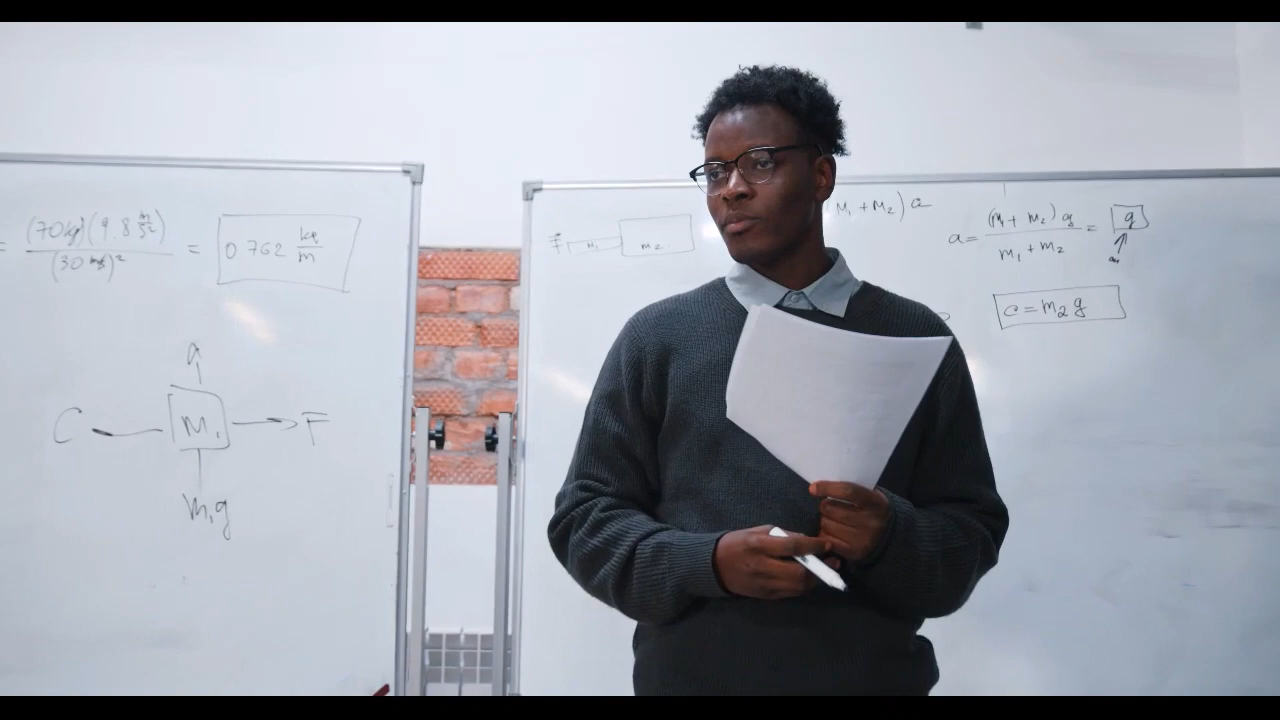 = (70kg)(9.8 m/s²) / (30 m/s)² = 0 762 kg/m
a
C M₁ F
m₁g
F M₁ m₂
M₁ + M₂) a
a = (M₁ + M₂) g / m₁ + m₂ = g
c = m₂ g